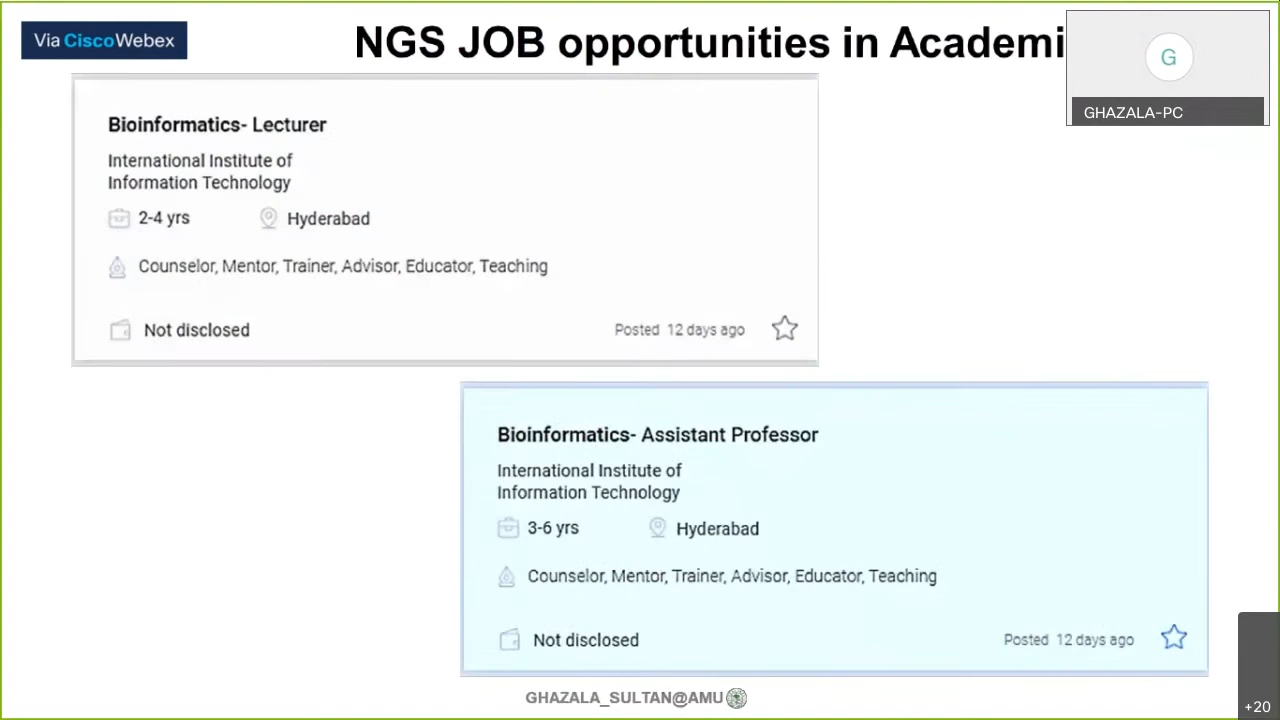 Via CiscoWebex
NGS JOB opportunities in Academi
G
GHAZALA-PC
Bioinformatics- Lecturer
International Institute of
Information Technology
2-4 yrs
Hyderabad
Counselor, Mentor, Trainer, Advisor, Educator, Teaching
Not disclosed
Posted 12 days ago
Bioinformatics- Assistant Professor
International Institute of
Information Technology
3-6 yrs
Hyderabad
Counselor, Mentor, Trainer, Advisor, Educator, Teaching
Not disclosed
Posted 12 days ago
GHAZALA_SULTAN@AMU
+20